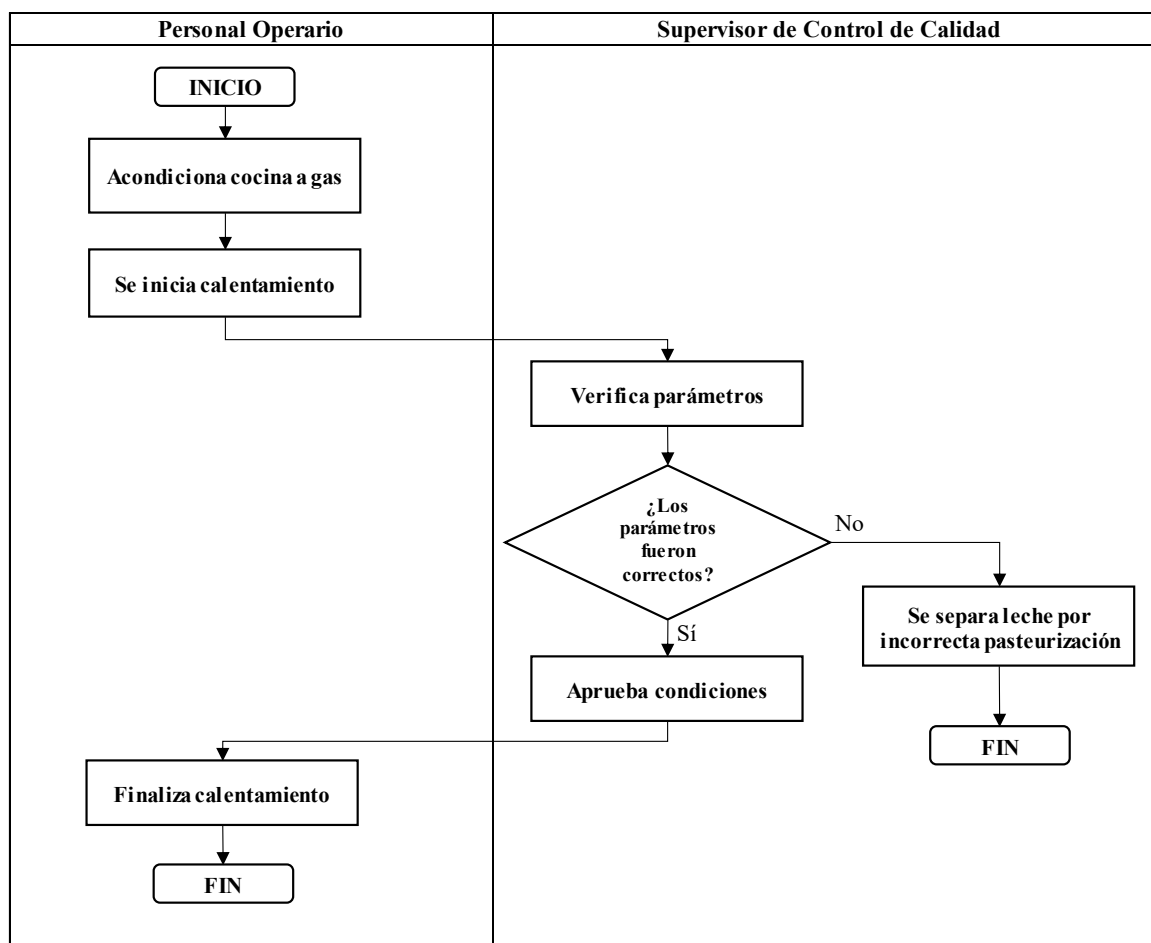 Personal Operario
Supervisor de Control de Calidad
INICIO
Acondiciona cocina a gas
Se inicia calentamiento
Verifica parámetros
¿Los
parámetros
fueron
correctos?
No
Se separa leche por
incorrecta pasteurización
Sí
Aprueba condiciones
FIN
Finaliza calentamiento
FIN